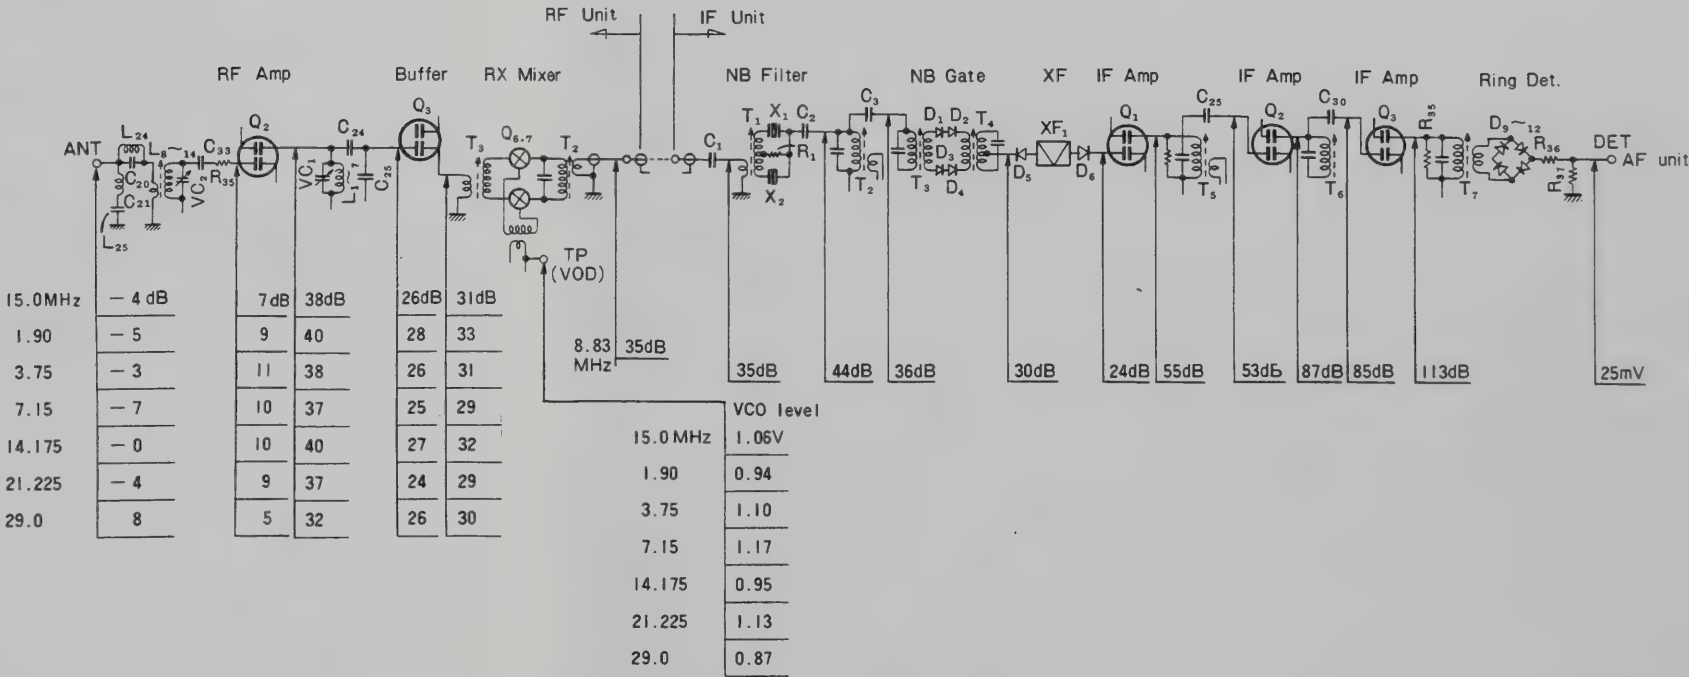 RF Unit IF Unit
RF Amp Buffer RX Mixer NB Filter NB Gate XF IF Amp IF Amp IF Amp Ring Det.
ANT L24 C20 C21 L25 L8~14 VC2 C33 R35 Q2 VC1 L1~7 C24 C25 Q3 T3 Q6.7 T2 C1 T1 X1 X2 R1 C2 T2 C3 T3 D1 D2 D3 D4 T4 D5 XF1 D6 Q1 C25 T5 Q2 C30 T6 Q3 R35 T7 D9~12 R36 R37 DET AF unit
TP
(VOD)
15.0MHz − 4 dB 7dB 38dB 26dB 31dB
1.90 − 5 9 40 28 33
3.75 − 3 11 38 26 31
7.15 − 7 10 37 25 29
14.175 − 0 10 40 27 32
21.225 − 4 9 37 24 29
29.0 8 5 32 26 30
8.83 MHz 35dB
35dB 44dB 36dB 30dB 24dB 55dB 53dB 87dB 85dB 113dB 25mV
VCO level
15.0 MHz 1.06V
1.90 0.94
3.75 1.10
7.15 1.17
14.175 0.95
21.225 1.13
29.0 0.87